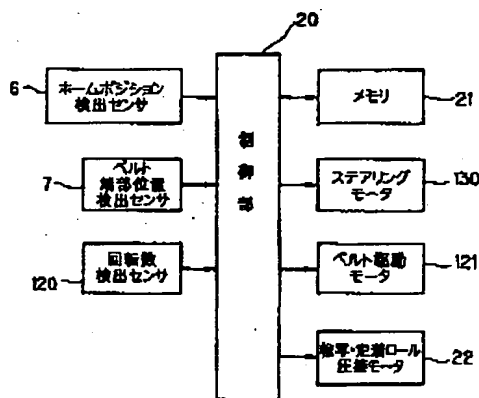 20
6
ホームポジション
検出センサ
7
ベルト
端部位置
検出センサ
120
回転数
検出センサ
制御部
メモリ
21
ステアリング
モータ
130
ベルト駆動
モータ
121
転写・定着ロール
圧接モータ
22